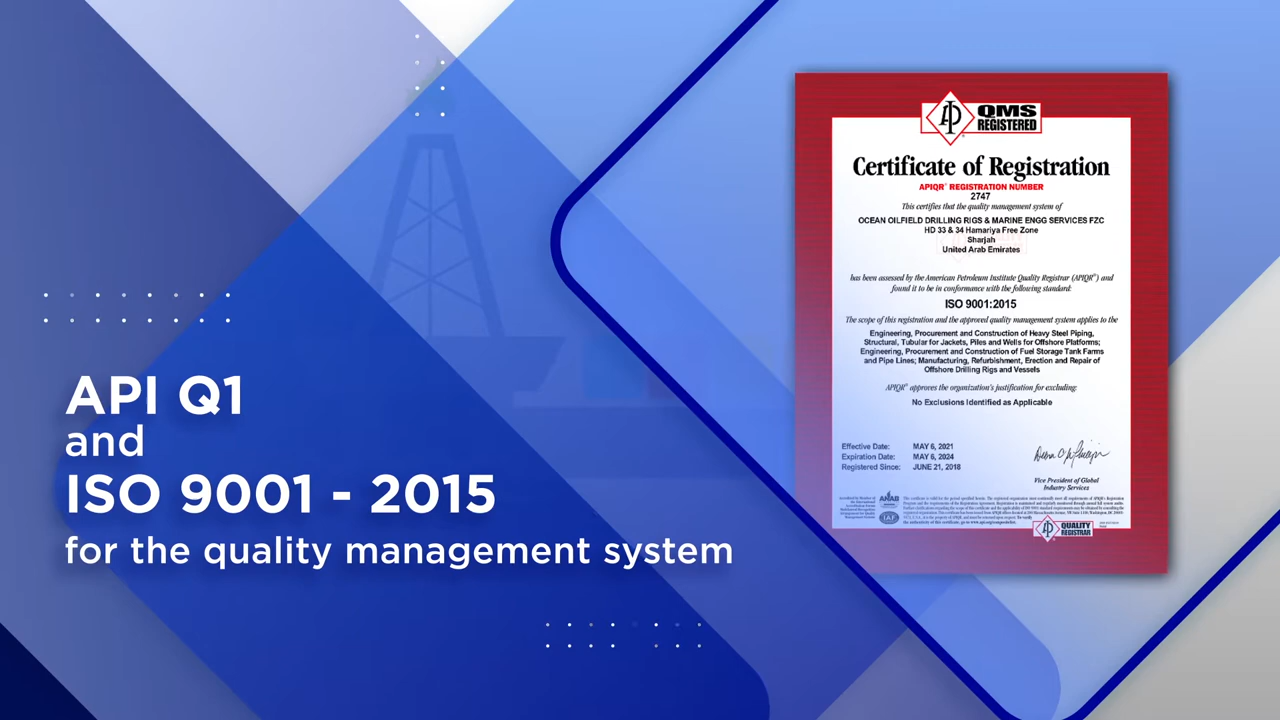 API Q1
and
ISO 9001 - 2015
for the quality management system
API
QMS
REGISTERED
Certificate of Registration
APIQR® REGISTRATION NUMBER
2747
This certifies that the quality management system of
OCEAN OILFIELD DRILLING RIGS & MARINE ENGG SERVICES FZC
HD 33 & 34 Hamariya Free Zone
Sharjah
United Arab Emirates
has been assessed by the American Petroleum Institute Quality Registrar (APIQR®) and
found it to be in conformance with the following standard:
ISO 9001:2015
The scope of this registration and the approved quality management system applies to the
Engineering, Procurement and Construction of Heavy Steel Piping,
Structural, Tubular for Jackets, Piles and Wells for Offshore Platforms;
Engineering, Procurement and Construction of Fuel Storage Tank Farms
and Pipe Lines; Manufacturing, Refurbishment, Erection and Repair of
Offshore Drilling Rigs and Vessels
APIQR® approves the organization's justification for excluding:
No Exclusions Identified as Applicable
Effective Date: MAY 6, 2021
Expiration Date: MAY 6, 2024
Registered Since: JUNE 21, 2018
Vice President of Global
Industry Services
ANAB
IAF
API
QUALITY
REGISTRAR